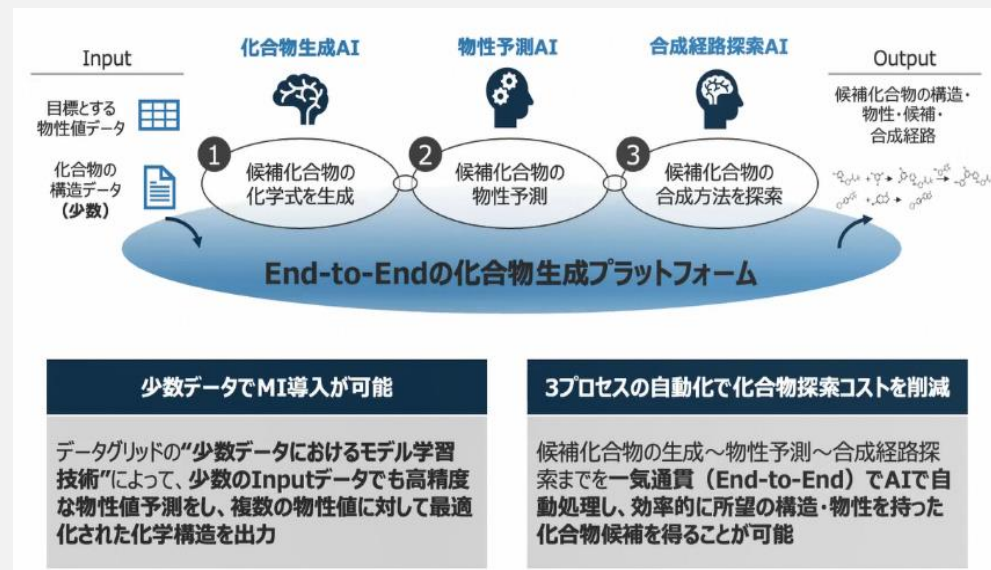 Input
化合物生成AI
物性予測AI
合成経路探索AI
Output
目標とする
物性値データ
化合物の
構造データ
（少数）
1
候補化合物の
化学式を生成
2
候補化合物の
物性予測
3
候補化合物の
合成方法を探索
候補化合物の構造・
物性・候補・
合成経路
End-to-Endの化合物生成プラットフォーム
少数データでMI導入が可能
データグリッドの“少数データにおけるモデル学習
技術”によって、少数のInputデータでも高精度
な物性値予測をし、複数の物性値に対して最適
化された化学構造を出力
3プロセスの自動化で化合物探索コストを削減
候補化合物の生成～物性予測～合成経路探
索までを一気通貫（End-to-End）でAIで自
動処理し、効率的に所望の構造・物性を持った
化合物候補を得ることが可能